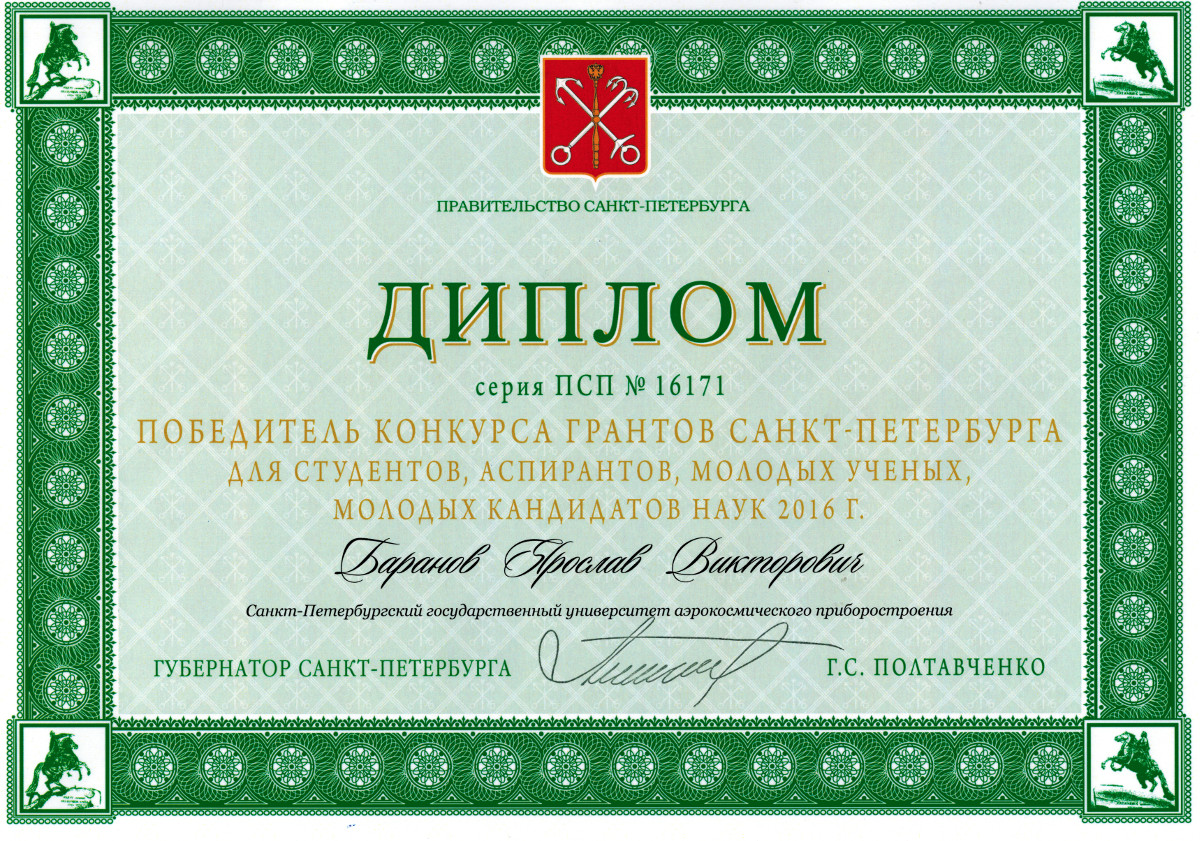 ПРАВИТЕЛЬСТВО САНКТ-ПЕТЕРБУРГА
ДИПЛОМ
серия ПСП № 16171
ПОБЕДИТЕЛЬ КОНКУРСА ГРАНТОВ САНКТ-ПЕТЕРБУРГА
ДЛЯ СТУДЕНТОВ, АСПИРАНТОВ, МОЛОДЫХ УЧЕНЫХ,
МОЛОДЫХ КАНДИДАТОВ НАУК 2016 Г.
Баранов Ярослав Викторович
Санкт-Петербургский государственный университет аэрокосмического приборостроения
ГУБЕРНАТОР САНКТ-ПЕТЕРБУРГА Г.С. ПОЛТАВЧЕНКО